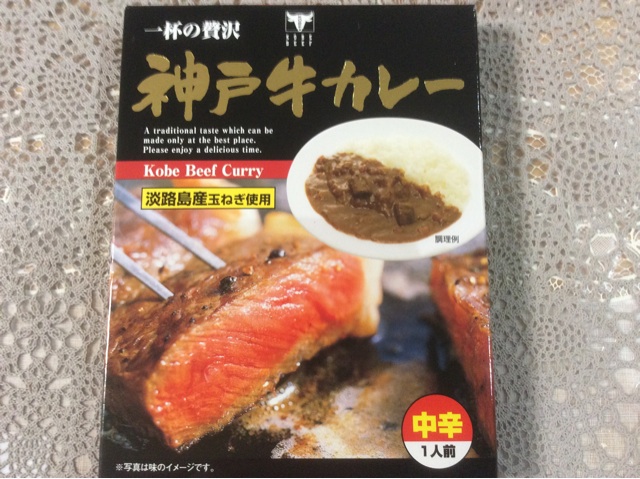 一杯の贅沢
KOBE
BEEF
神戸牛カレー
A traditional taste which can be
made only at the best place.
Please enjoy a delicious time.
Kobe Beef Curry
淡路島産玉ねぎ使用
調理例
中辛
1人前
※写真は味のイメージです。